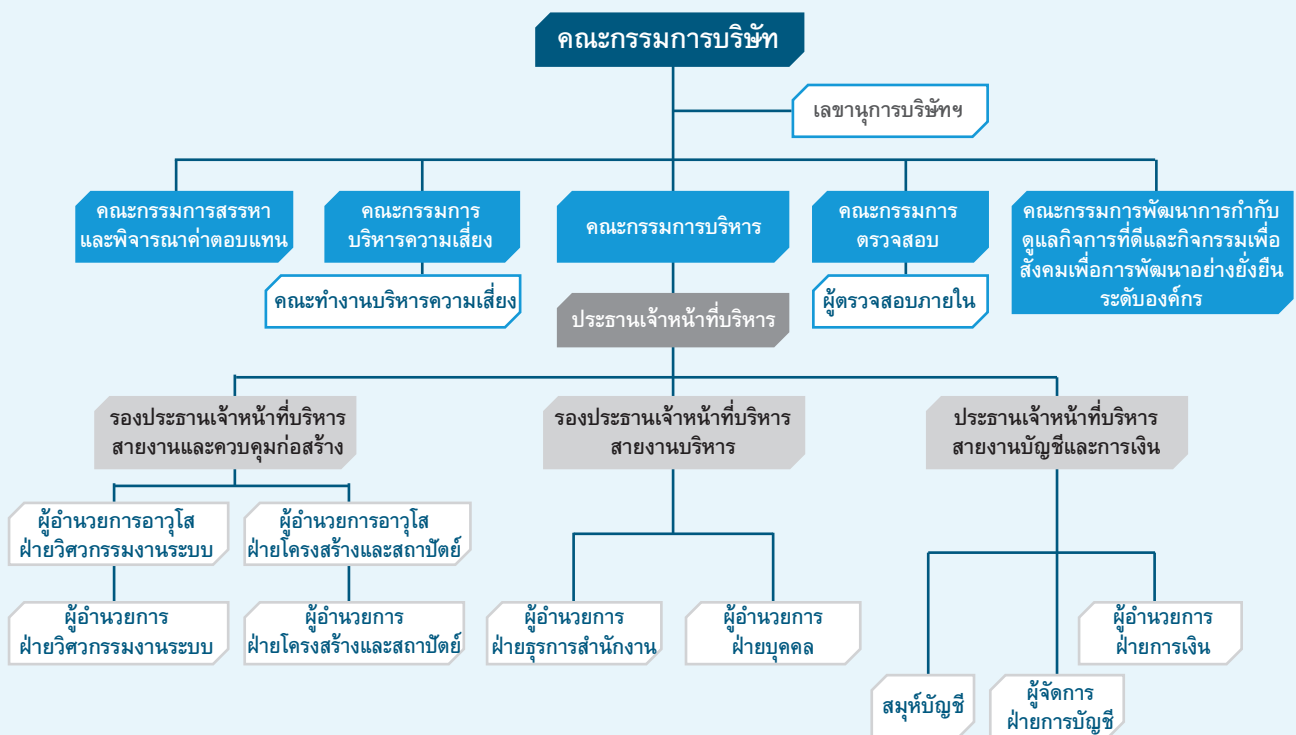 คณะกรรมการบริษัท
เลขานุการบริษัทฯ
คณะกรรมการสรรหา
และพิจารณาค่าตอบแทน
คณะกรรมการ
บริหารความเสี่ยง
คณะกรรมการบริหาร
คณะกรรมการ
ตรวจสอบ
คณะกรรมการพัฒนาการกำกับ
ดูแลกิจการที่ดีและกิจกรรมเพื่อ
สังคมเพื่อการพัฒนาอย่างยั่งยืน
ระดับองค์กร
คณะทำงานบริหารความเสี่ยง
ผู้ตรวจสอบภายใน
ประธานเจ้าหน้าที่บริหาร
รองประธานเจ้าหน้าที่บริหาร
สายงานและควบคุมก่อสร้าง
รองประธานเจ้าหน้าที่บริหาร
สายงานบริหาร
ประธานเจ้าหน้าที่บริหาร
สายงานบัญชีและการเงิน
ผู้อำนวยการอาวุโส
ฝ่ายวิศวกรรมงานระบบ
ผู้อำนวยการอาวุโส
ฝ่ายโครงสร้างและสถาปัตย์
ผู้อำนวยการ
ฝ่ายวิศวกรรมงานระบบ
ผู้อำนวยการ
ฝ่ายโครงสร้างและสถาปัตย์
ผู้อำนวยการ
ฝ่ายธุรการสำนักงาน
ผู้อำนวยการ
ฝ่ายบุคคล
ผู้อำนวยการ
ฝ่ายการเงิน
สมุห์บัญชี
ผู้จัดการ
ฝ่ายการบัญชี